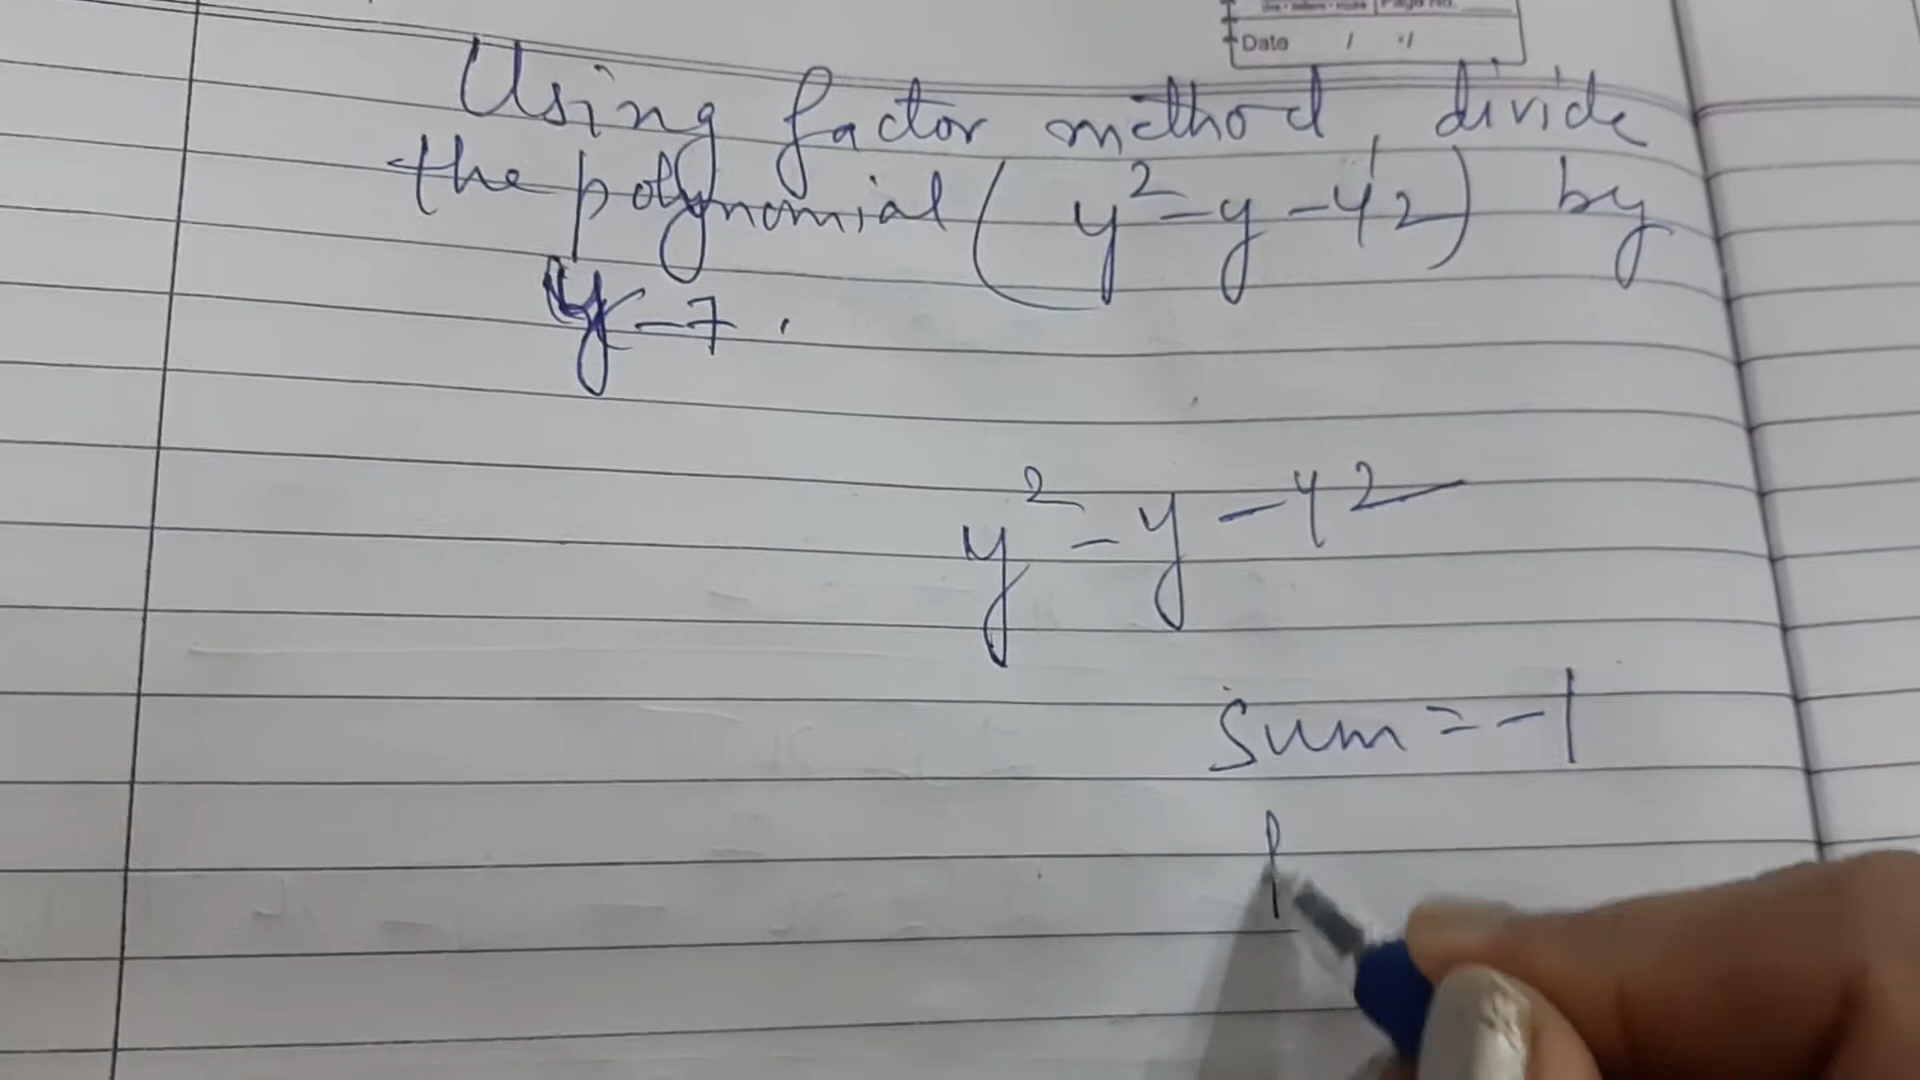 Date / /
Using factor method, divide
the polynomial (y²-y-42) by
y-7.
y²-y-42
Sum = -1